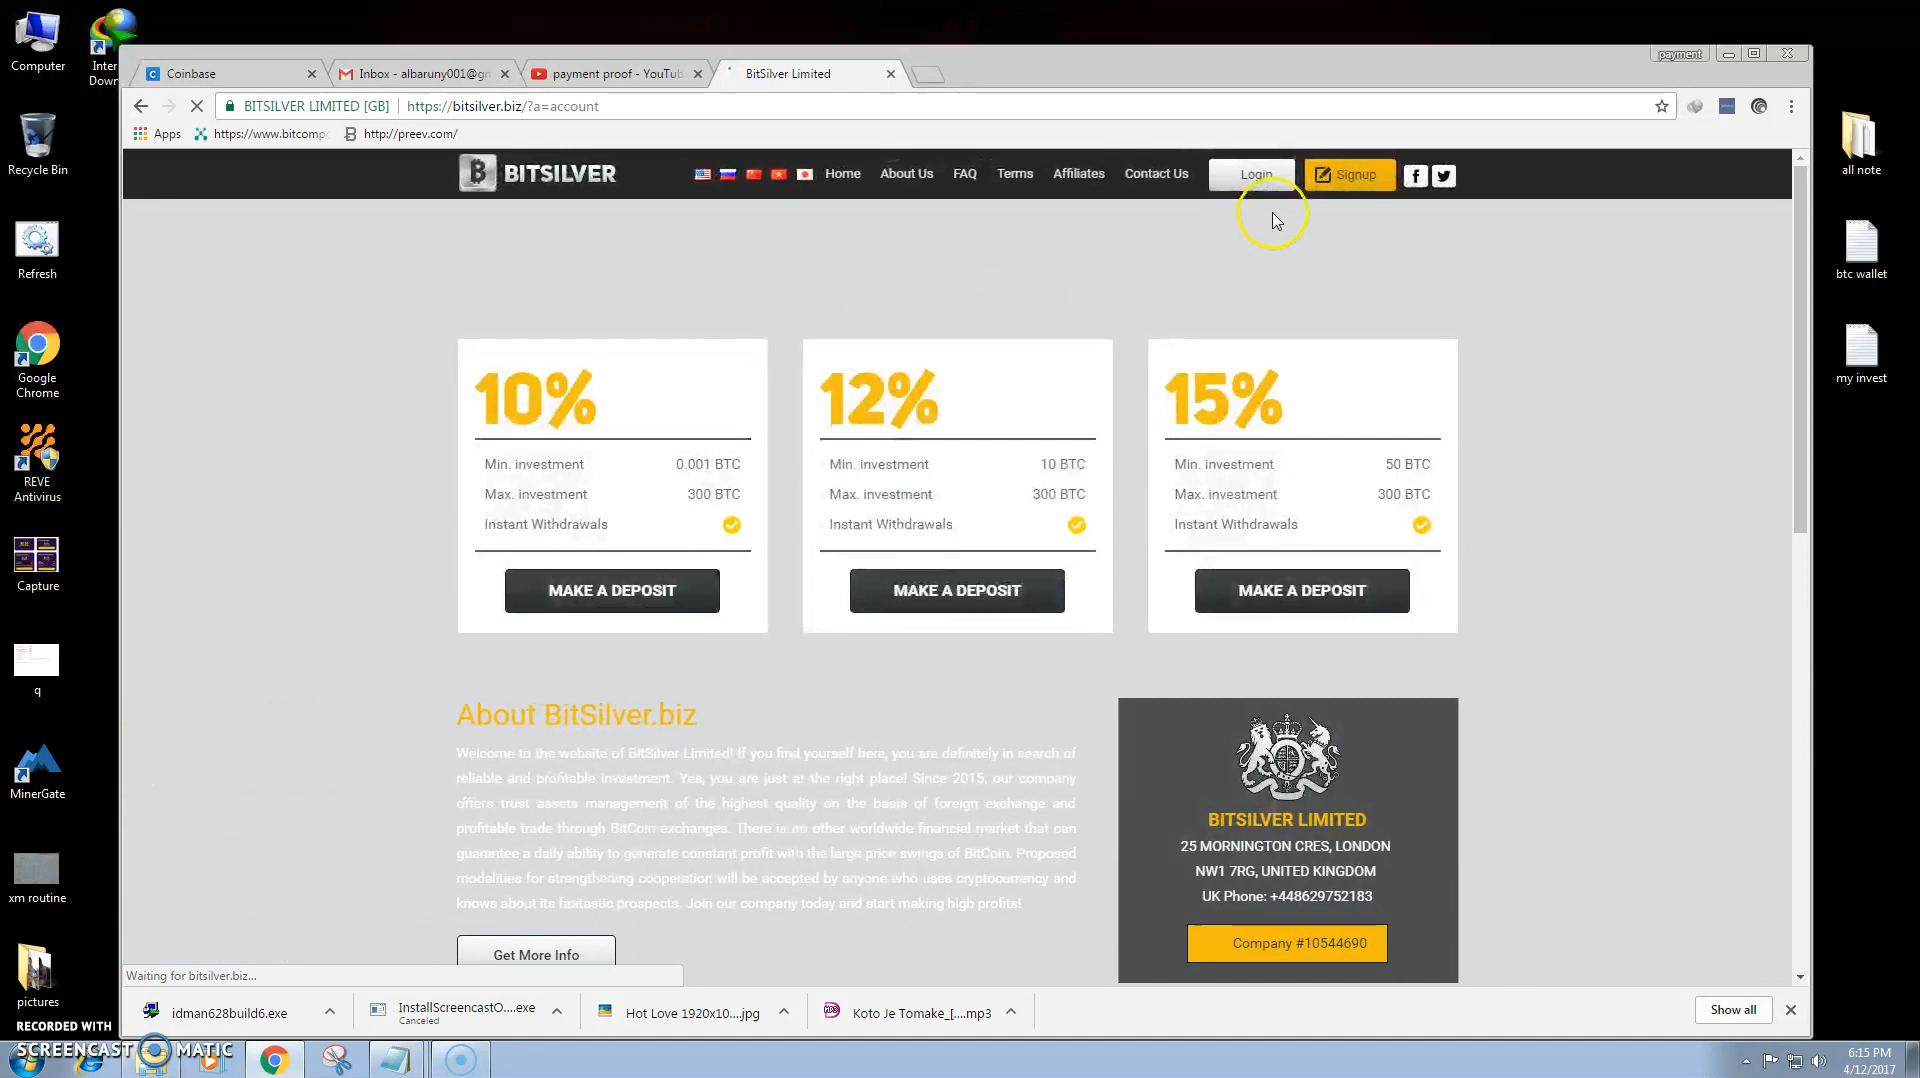 payment
Coinbase
Inbox - albaruny001@gm
payment proof - YouTub
BitSilver Limited
BITSILVER LIMITED [GB]
https://bitsilver.biz/?a=account
Apps
https://www.bitcomp
http://preev.com/
BITSILVER
Home
About Us
FAQ
Terms
Affiliates
Contact Us
Login
Signup
10%
Min. investment 0.001 BTC
Max. investment 300 BTC
Instant Withdrawals
MAKE A DEPOSIT
12%
Min. investment 10 BTC
Max. investment 300 BTC
Instant Withdrawals
MAKE A DEPOSIT
15%
Min. investment 50 BTC
Max. investment 300 BTC
Instant Withdrawals
MAKE A DEPOSIT
About BitSilver.biz
Welcome to the website of BitSilver Limited! If you find yourself here, you are definitely in search of
reliable and profitable investment. Yes, you are just at the right place! Since 2015, our company
offers trust assets management of the highest quality on the basis of foreign exchange and
profitable trade through BitCoin exchanges. There is no other worldwide financial market that can
guarantee a daily ability to generate constant profit with the large price swings of BitCoin. Proposed
modalities for strengthening cooperation will be accepted by anyone who uses cryptocurrency and
knows about its fastastic prospects. Join our company today and start making high profits!
Get More Info
BITSILVER LIMITED
25 MORNINGTON CRES, LONDON
NW1 7RG, UNITED KINGDOM
UK Phone: +448629752183
Company #10544690
Waiting for bitsilver.biz...
idman628build6.exe
InstallScreencastO....exe
Canceled
Hot Love 1920x10....jpg
Koto Je Tomake_[....mp3
Show all
Computer
Inter
Down
Recycle Bin
Refresh
Google
Chrome
REVE
Antivirus
Capture
q
MinerGate
xm routine
pictures
all note
btc wallet
my invest
RECORDED WITH
SCREENCAST MATIC
6:15 PM
4/12/2017